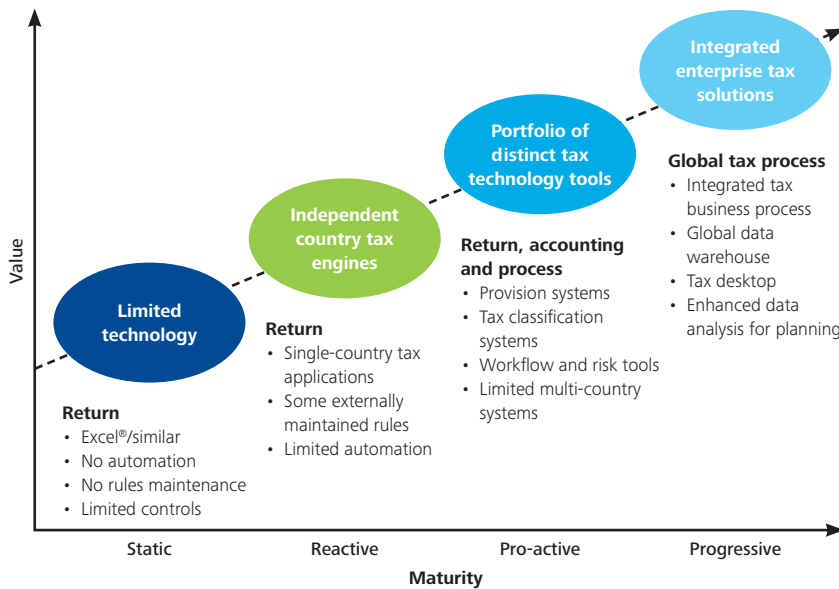 Value
Limited
technology
Return
• Excel®/similar
• No automation
• No rules maintenance
• Limited controls
Independent
country tax
engines
Return
• Single-country tax
applications
• Some externally
maintained rules
• Limited automation
Portfolio of
distinct tax
technology tools
Return, accounting
and process
• Provision systems
• Tax classification
systems
• Workflow and risk tools
• Limited multi-country
systems
Integrated
enterprise tax
solutions
Global tax process
• Integrated tax
business process
• Global data
warehouse
• Tax desktop
• Enhanced data
analysis for planning
Static
Reactive
Pro-active
Progressive
Maturity